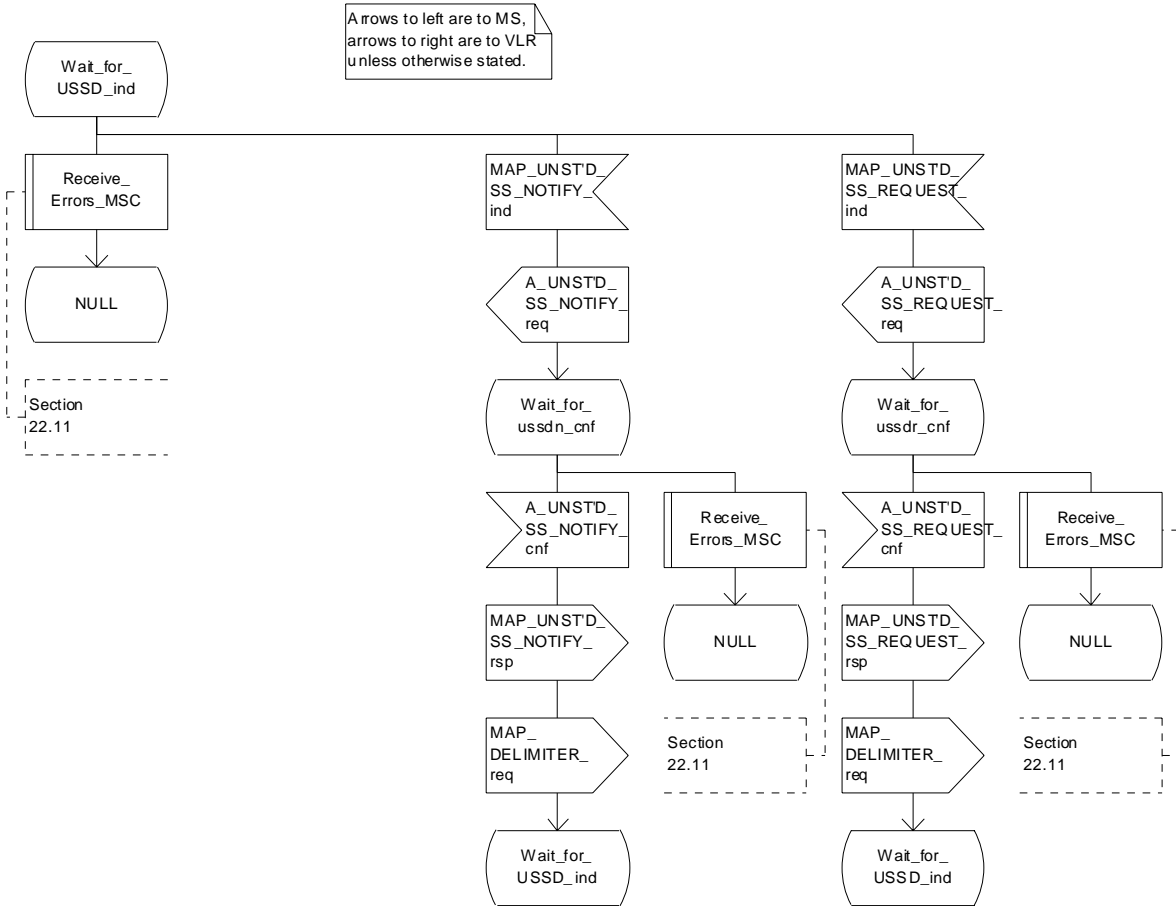 Arrows to left are to MS,
arrows to right are to VLR
unless otherwise stated.
Wait_for_
USSD_ind
Receive_
Errors_MSC
NULL
Section
22.11
MAP_UNST'D_
SS_NOTIFY_
ind
A_UNST'D_
SS_NOTIFY_
req
Wait_for_
ussdn_cnf
A_UNST'D_
SS_NOTIFY_
cnf
MAP_UNST'D_
SS_NOTIFY_
rsp
MAP_
DELIMITER_
req
Wait_for_
USSD_ind
Receive_
Errors_MSC
NULL
Section
22.11
MAP_UNST'D_
SS_REQUEST_
ind
A_UNST'D_
SS_REQUEST_
req
Wait_for_
ussdr_cnf
A_UNST'D_
SS_REQUEST_
cnf
MAP_UNST'D_
SS_REQUEST_
rsp
MAP_
DELIMITER_
req
Wait_for_
USSD_ind
Receive_
Errors_MSC
NULL
Section
22.11